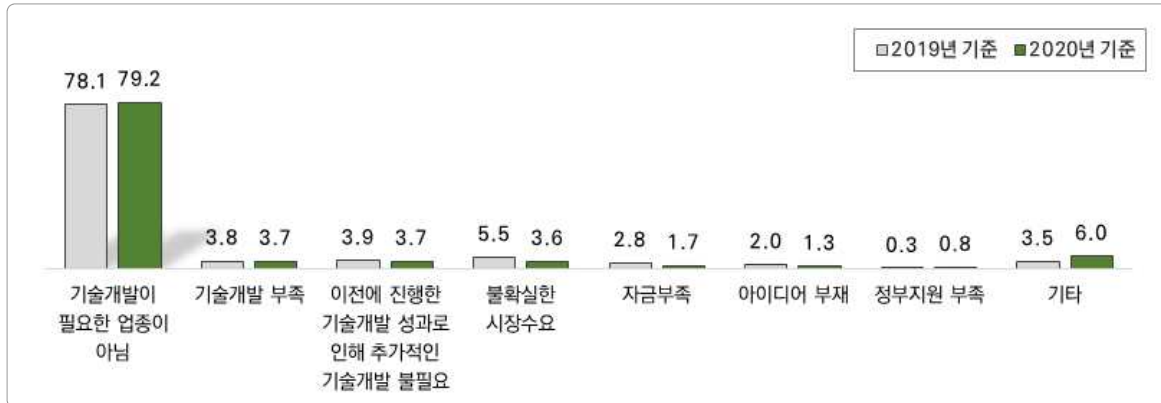 2019년 기준 2020년 기준
78.1 79.2
3.8 3.7
3.9 3.7
5.5 3.6
2.8 1.7
2.0 1.3
0.3 0.8
3.5 6.0
기술개발이
필요한 업종이
아님
기술개발 부족
이전에 진행한
기술개발 성과로
인해 추가적인
기술개발 불필요
불확실한
시장수요
자금부족
아이디어 부재
정부지원 부족
기타